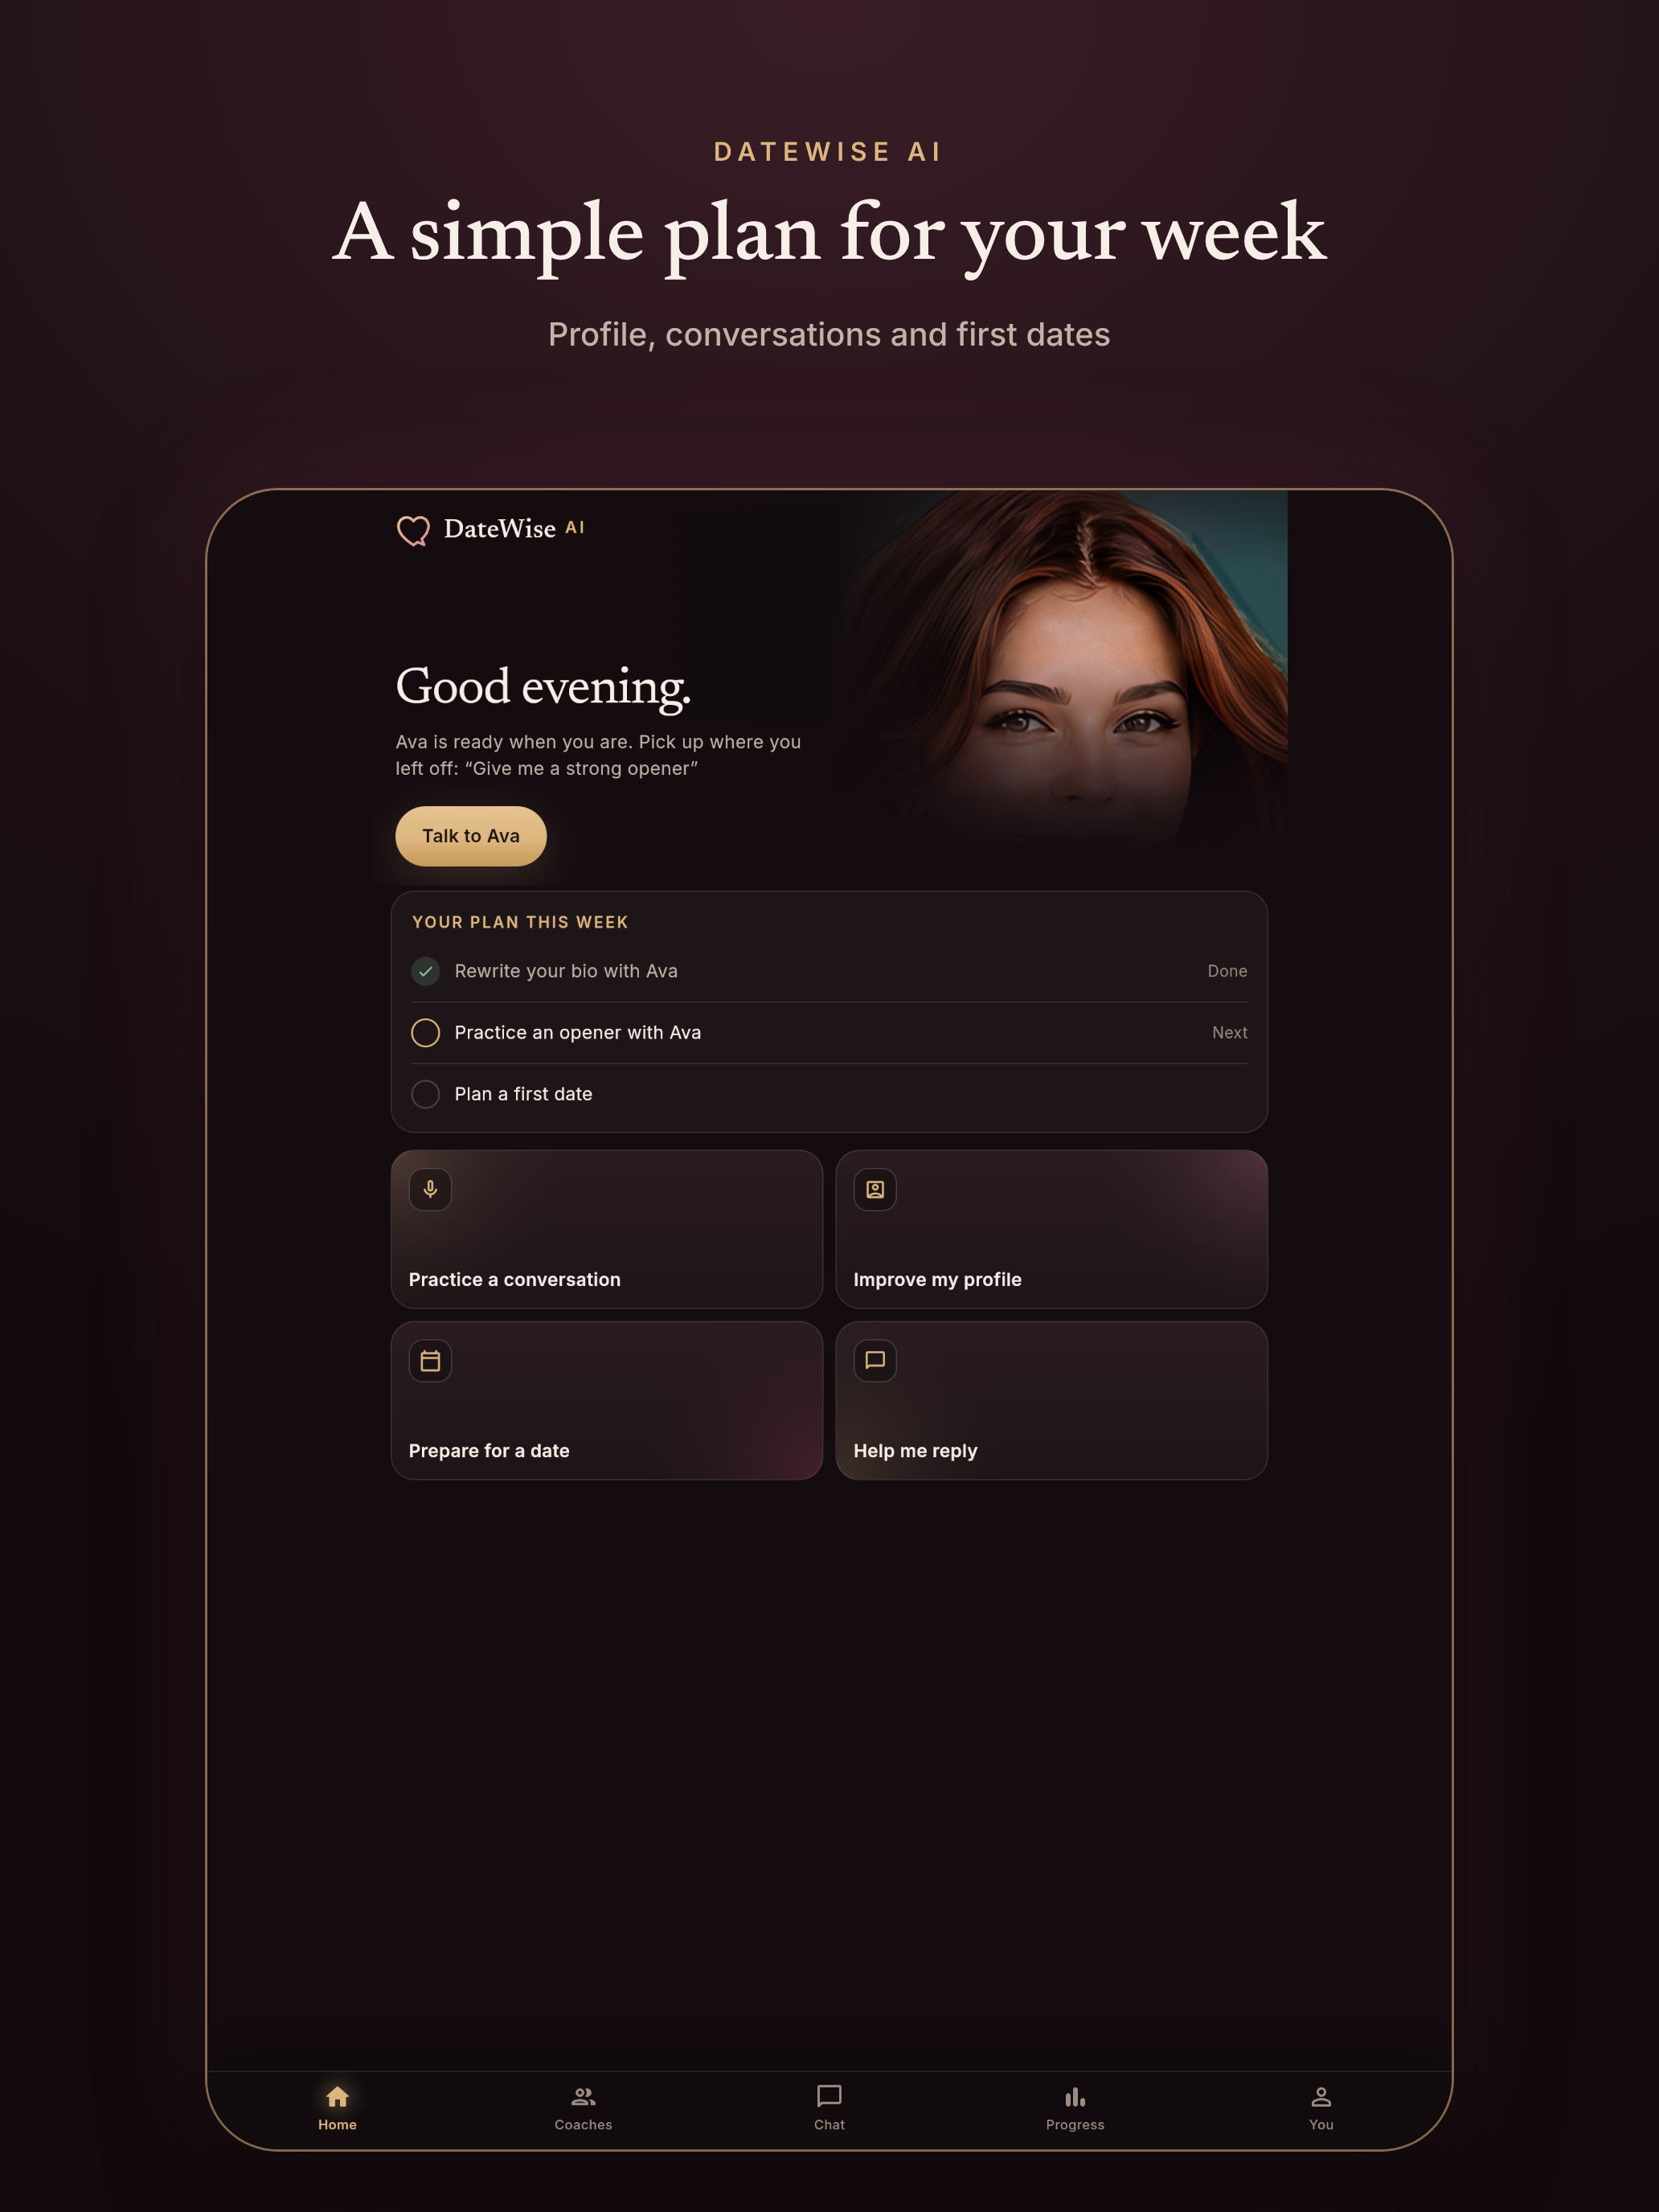 DATEWISE AI
A simple plan for your week
Profile, conversations and first dates
DateWise AI
Good evening.
Ava is ready when you are. Pick up where you
left off: “Give me a strong opener”
Talk to Ava
YOUR PLAN THIS WEEK
Rewrite your bio with Ava Done
Practice an opener with Ava Next
Plan a first date
Practice a conversation
Improve my profile
Prepare for a date
Help me reply
Home Coaches Chat Progress You